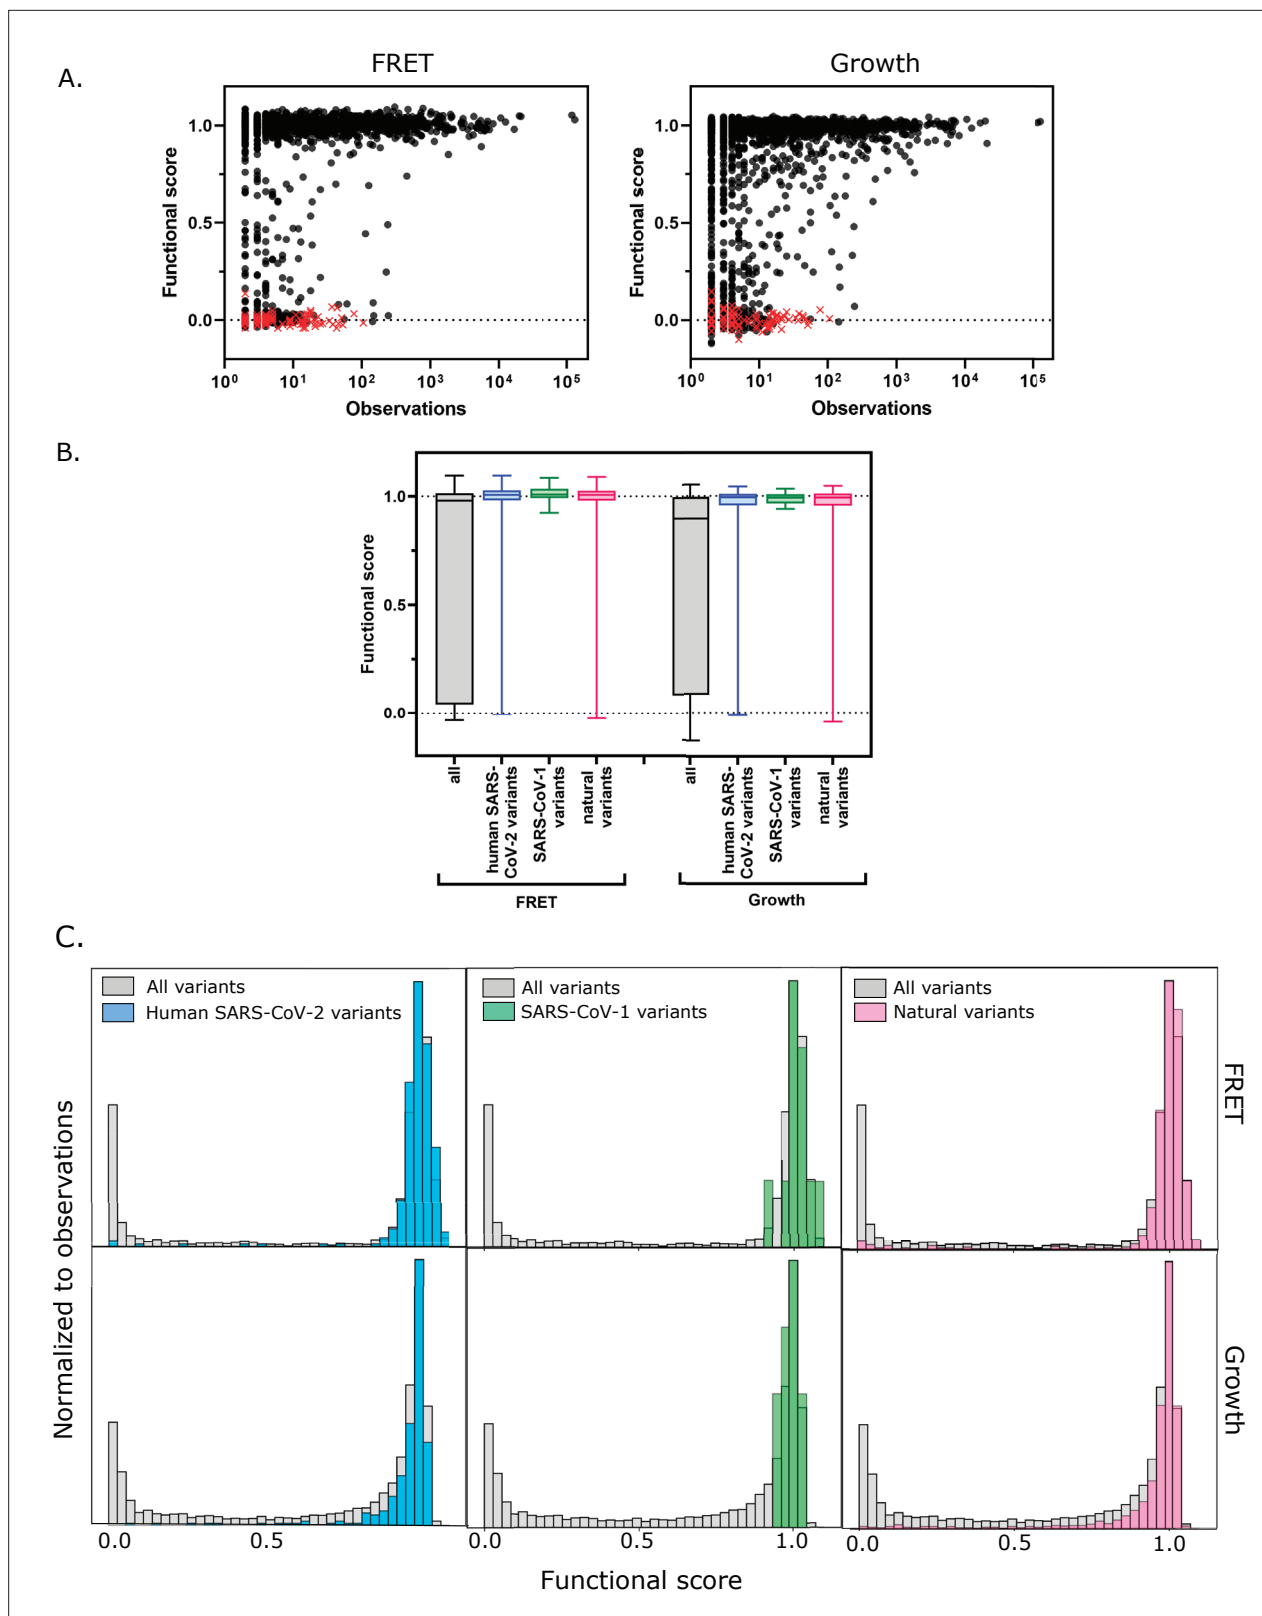 A.
FRET
Growth
Functional score
1.0
0.5
0.0
10⁰ 10¹ 10² 10³ 10⁴ 10⁵
Observations
Functional score
1.0
0.5
0.0
10⁰ 10¹ 10² 10³ 10⁴ 10⁵
Observations
B.
Functional score
1.0
0.5
0.0
all
human SARS-
CoV-2 variants
SARS-CoV-1
variants
natural
variants
all
human SARS-
CoV-2 variants
SARS-CoV-1
variants
natural
variants
FRET
Growth
C.
All variants
Human SARS-CoV-2 variants
All variants
SARS-CoV-1 variants
All variants
Natural variants
FRET
Growth
Normalized to observations
0.0 0.5
0.0 0.5 1.0
0.0 0.5 1.0
Functional score